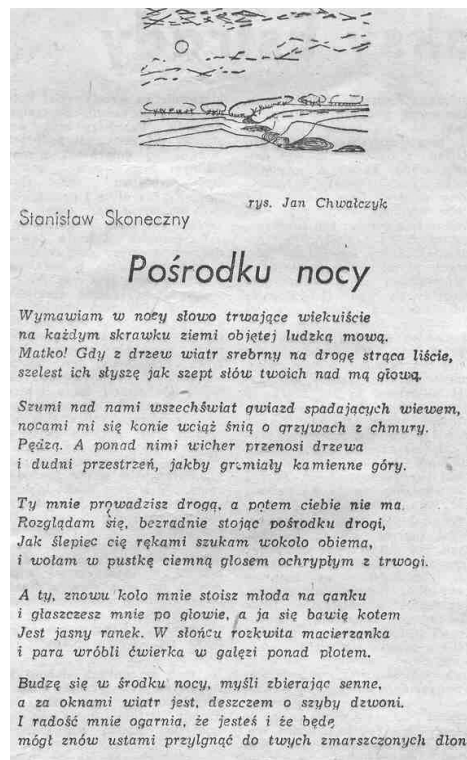 rys. Jan Chwałczyk
Stanisław Skoneczny
Pośrodku nocy
Wymawiam w nocy słowo trwające wiekuiście
na każdym skrawku ziemi objętej ludzką mową.
Matko! Gdy z drzew wiatr srebrny na drogę strąca liście,
szelest ich słyszę jak szept słów twoich nad mą głową.
Szumi nad nami wszechświat gwiazd spadających wiewem,
nocami mi się konie wciąż śnią o grzywach z chmury.
Pędzą. A ponad nimi wicher przenosi drzewa
i dudni przestrzeń, jakby grzmiały kamienne góry.
Ty mnie prowadzisz drogą, a potem ciebie nie ma.
Rozglądam się, bezradnie stojąc pośrodku drogi,
Jak ślepiec cię rękami szukam wokoło obiema,
i wołam w pustkę ciemną głosem ochrypłym z trwogi.
A ty, znowu koło mnie stoisz młoda na ganku
i głaszczesz mnie po głowie, a ja się bawię kotem
Jest jasny ranek. W słońcu rozkwita macierzanka
i para wróbli ćwierka w gałęzi ponad płotem.
Budzę się w środku nocy, myśli zbierając senne,
a za oknami wiatr jest, deszczem o szyby dzwoni.
I radość mnie ogarnia, że jesteś i że będę
mógł znów ustami przylgnąć do twych zmarszczonych dłon